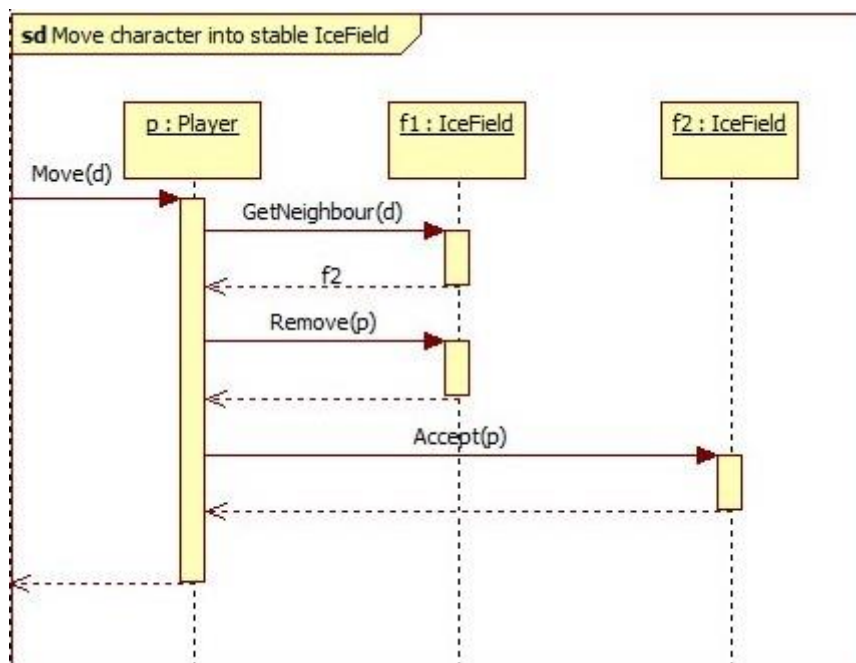 sd Move character into stable IceField
p : Player
f1 : IceField
f2 : IceField
Move(d)
GetNeighbour(d)
f2
Remove(p)
Accept(p)